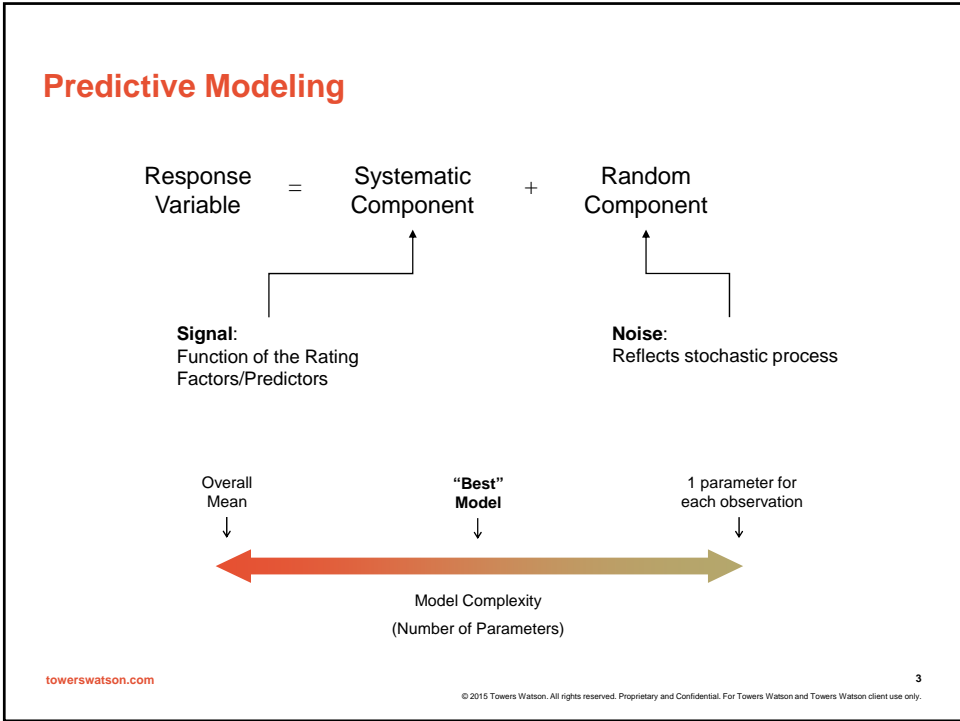 Predictive Modeling
Response
Variable
=
Systematic
Component
+
Random
Component
Signal:
Function of the Rating
Factors/Predictors
Noise:
Reflects stochastic process
Overall
Mean
“Best”
Model
1 parameter for
each observation
Model Complexity
(Number of Parameters)
towerswatson.com
3
© 2015 Towers Watson. All rights reserved. Proprietary and Confidential. For Towers Watson and Towers Watson client use only.